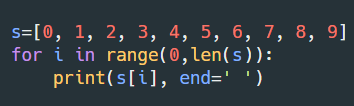 s=[0, 1, 2, 3, 4, 5, 6, 7, 8, 9]
for i in range(0,len(s)):
    print(s[i], end=' ')